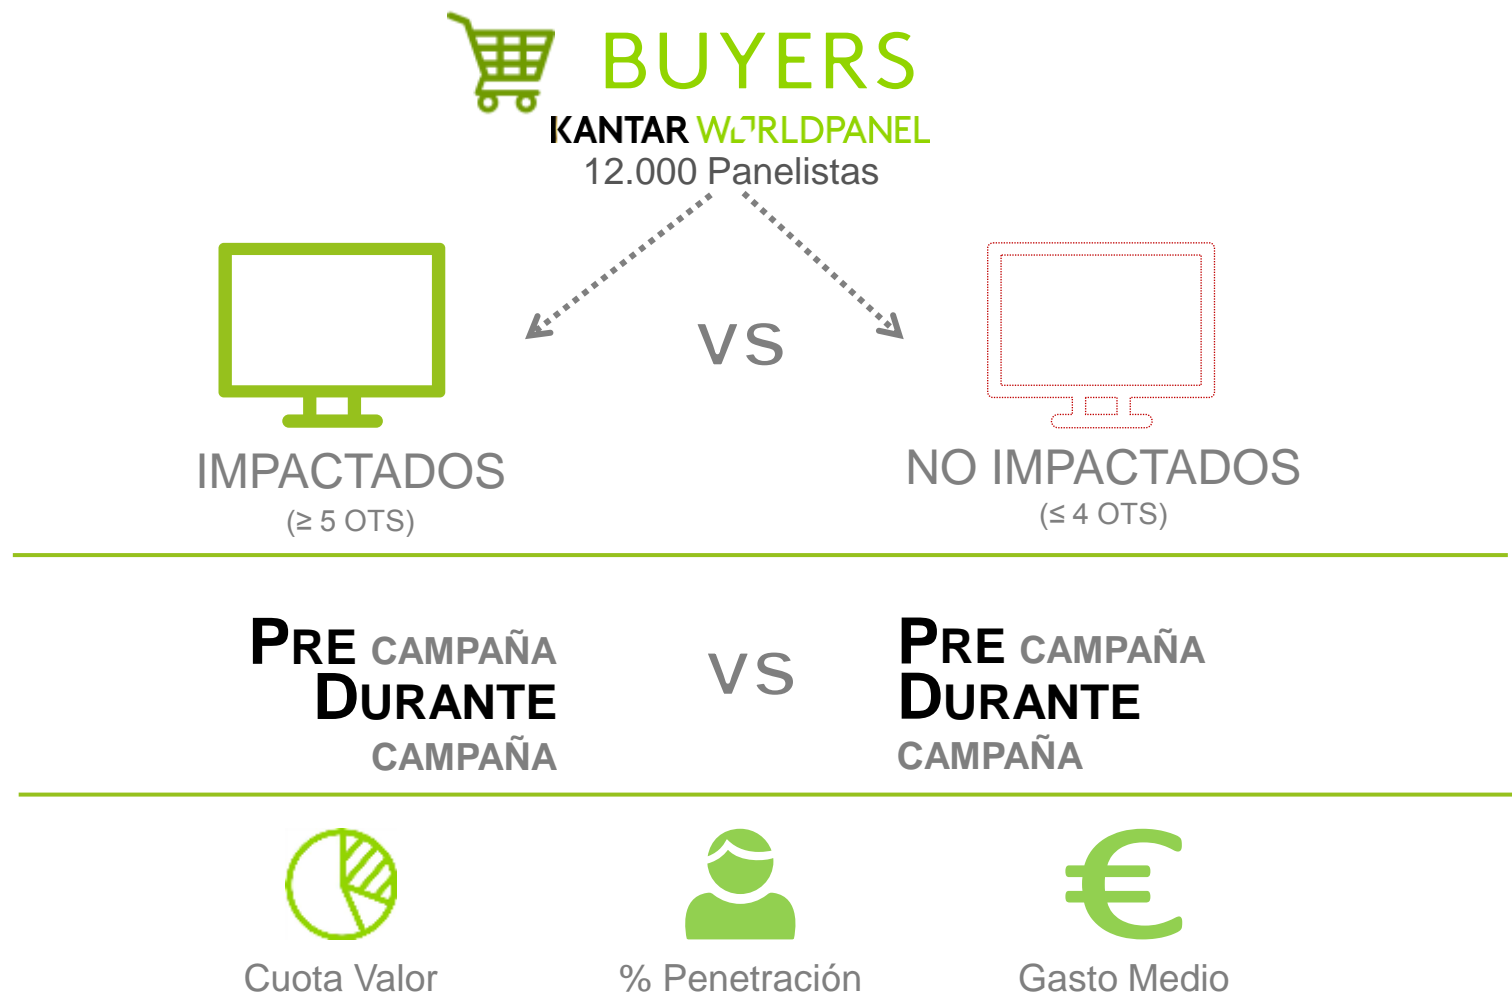 BUYERS
KANTAR WORLDPANEL
12.000 Panelistas
vs
IMPACTADOS
(≥ 5 OTS)
NO IMPACTADOS
(≤ 4 OTS)
PRE CAMPAÑA
DURANTE
CAMPAÑA
vs
PRE CAMPAÑA
DURANTE
CAMPAÑA
€
Cuota Valor
% Penetración
Gasto Medio